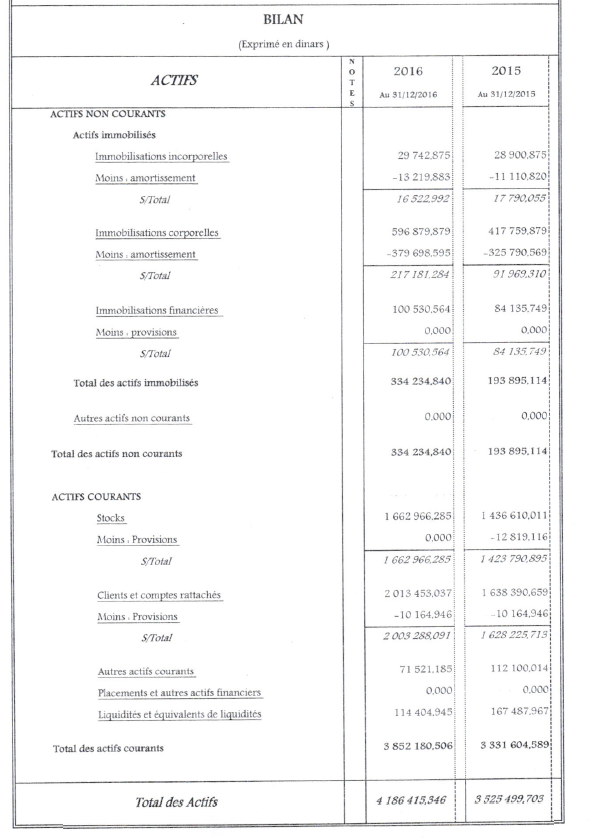 BILAN
(Exprimé en dinars )
ACTIFS NOTES 2016 2015
Au 31/12/2016 Au 31/12/2015
ACTIFS NON COURANTS
Actifs immobilisés
Immobilisations incorporelles 29 742,875 28 900,875
Moins : amortissement -13 219,883 -11 110,820
S/Total 16 522,992 17 790,055
Immobilisations corporelles 596 879,879 417 759,879
Moins : amortissement -379 698,595 -325 790,569
S/Total 217 181,284 91 969,310
Immobilisations financières 100 530,564 84 135,749
Moins : provisions 0,000 0,000
S/Total 100 530,564 84 135,749
Total des actifs immobilisés 334 234,840 193 895,114
Autres actifs non courants 0,000 0,000
Total des actifs non courants 334 234,840 193 895,114
ACTIFS COURANTS
Stocks 1 662 966,285 1 436 610,011
Moins : Provisions 0,000 -12 819,116
S/Total 1 662 966,285 1 423 790,895
Clients et comptes rattachés 2 013 453,037 1 638 390,659
Moins : Provisions -10 164,946 -10 164,946
S/Total 2 003 288,091 1 628 225,713
Autres actifs courants 71 521,185 112 100,014
Placements et autres actifs financiers 0,000 0,000
Liquidités et équivalents de liquidités 114 404,945 167 487,967
Total des actifs courants 3 852 180,506 3 331 604,589
Total des Actifs 4 186 415,346 3 525 499,703